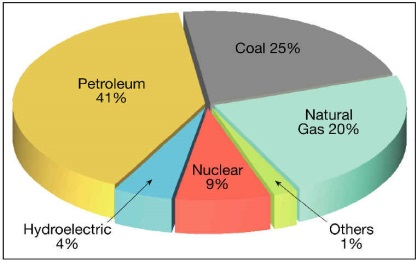 Coal 25%
Petroleum
41%
Natural
Gas 20%
Nuclear
9%
Hydroelectric
4%
Others
1%